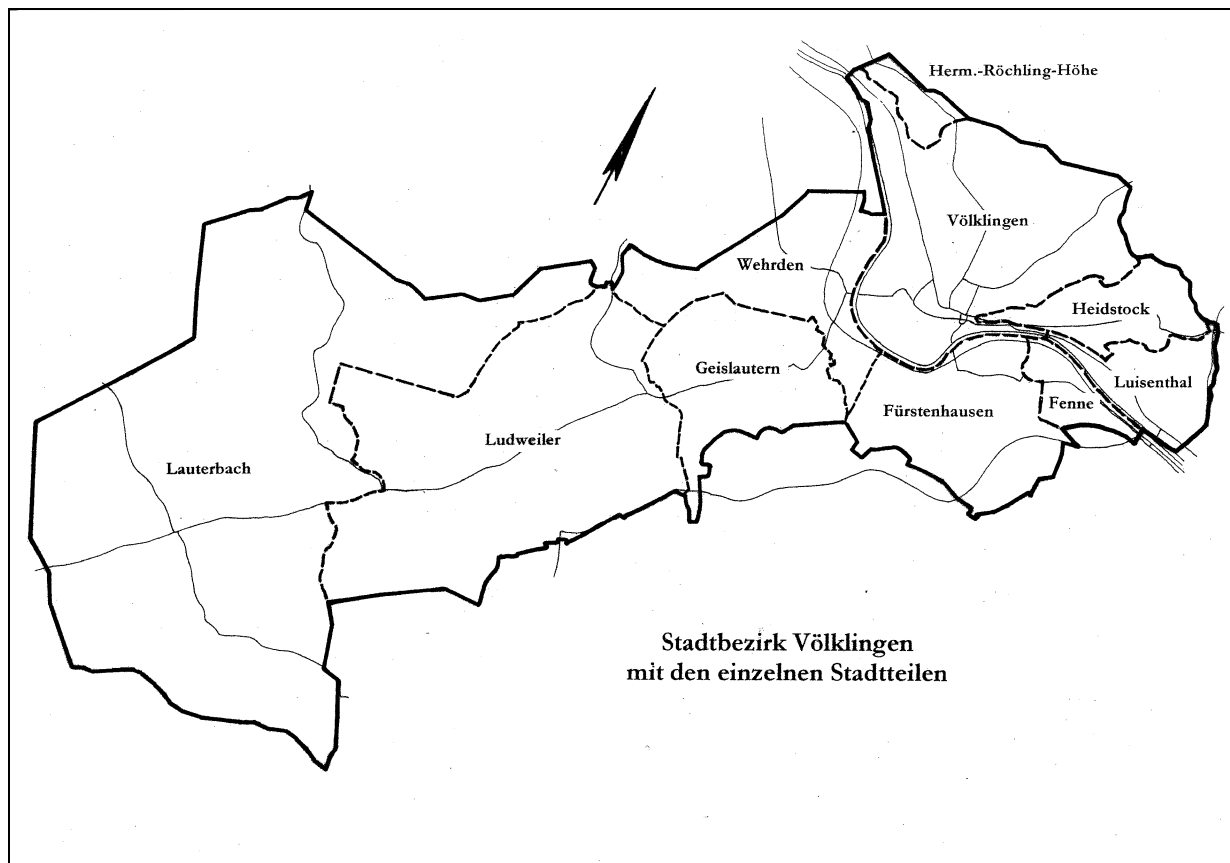 Herm.-Röchling-Höhe
Völklingen
Wehrden
Heidstock
Geislautern
Luisenthal
Fürstenhausen
Fenne
Ludweiler
Lauterbach
Stadtbezirk Völklingen
mit den einzelnen Stadtteilen